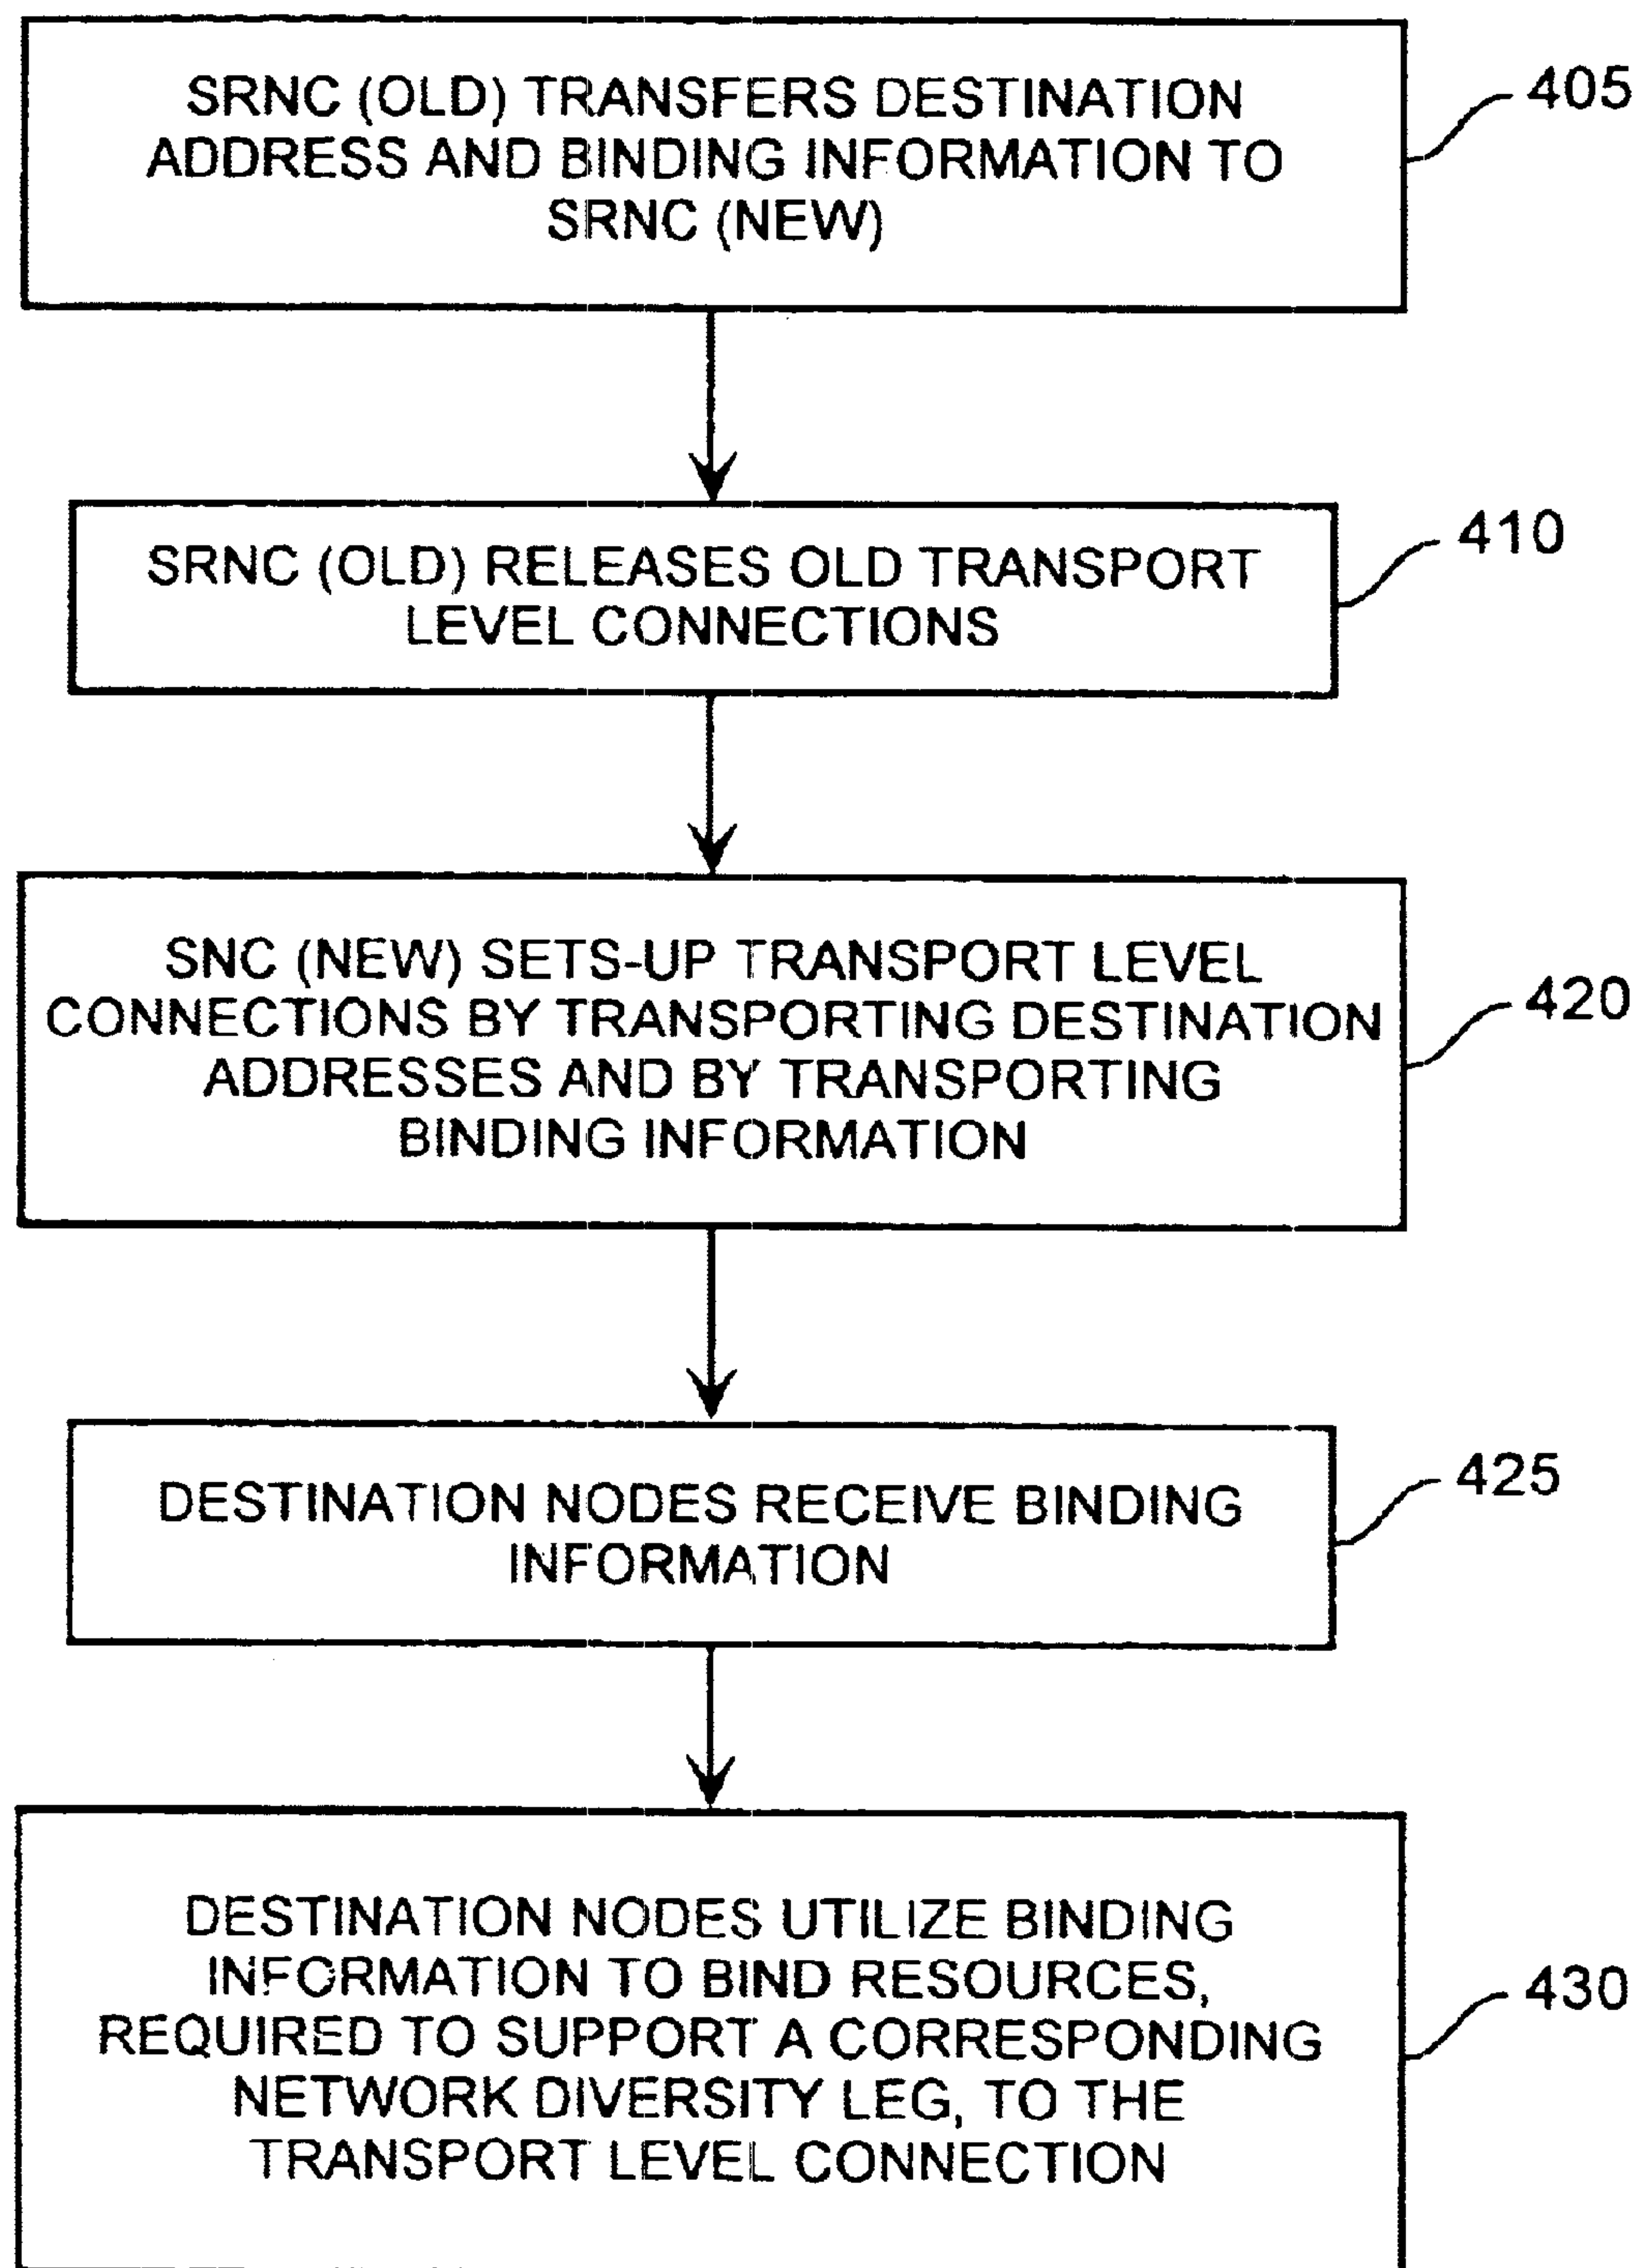 SRNC (OLD) TRANSFERS DESTINATION
ADDRESS AND BINDING INFORMATION TO
SRNC (NEW)
405
SRNC (OLD) RELEASES OLD TRANSPORT
LEVEL CONNECTIONS
410
SNC (NEW) SETS-UP TRANSPORT LEVEL
CONNECTIONS BY TRANSPORTING DESTINATION
ADDRESSES AND BY TRANSPORTING
BINDING INFORMATION
420
DESTINATION NODES RECEIVE BINDING
INFORMATION
425
DESTINATION NODES UTILIZE BINDING
INFORMATION TO BIND RESOURCES,
REQUIRED TO SUPPORT A CORRESPONDING
NETWORK DIVERSITY LEG, TO THE
TRANSPORT LEVEL CONNECTION
430